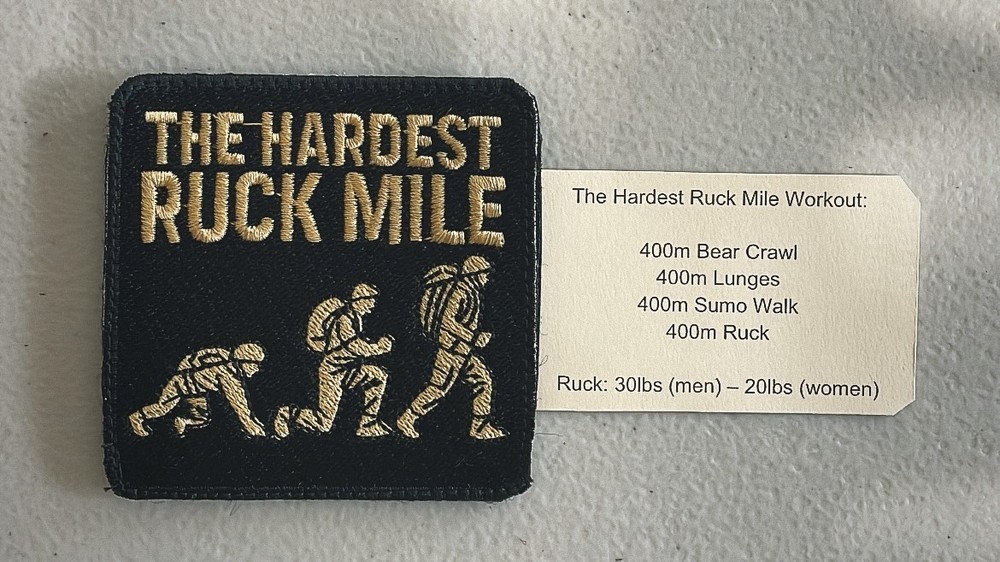 THE HARDEST
RUCK MILE
The Hardest Ruck Mile Workout:
400m Bear Crawl
400m Lunges
400m Sumo Walk
400m Ruck
Ruck: 30lbs (men) – 20lbs (women)